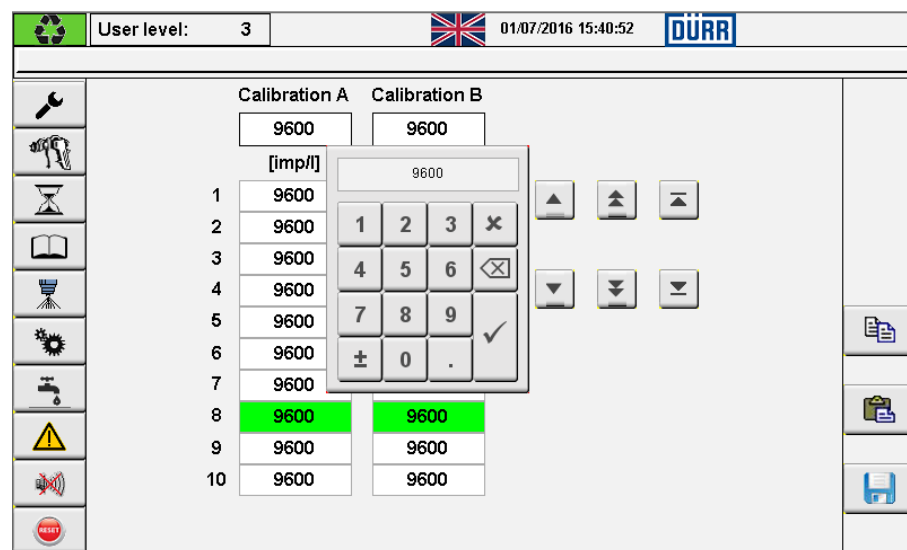 User level: 3 01/07/2016 15:40:52 DÜRR
Calibration A Calibration B
9600 9600
[imp/l] 9600
1 9600
2 9600 1 2 3
3 9600 4 5 6
4 9600
5 9600 7 8 9
6 9600 ± 0 .
7 9600
8 9600 9600
9 9600 9600
10 9600 9600
RESET